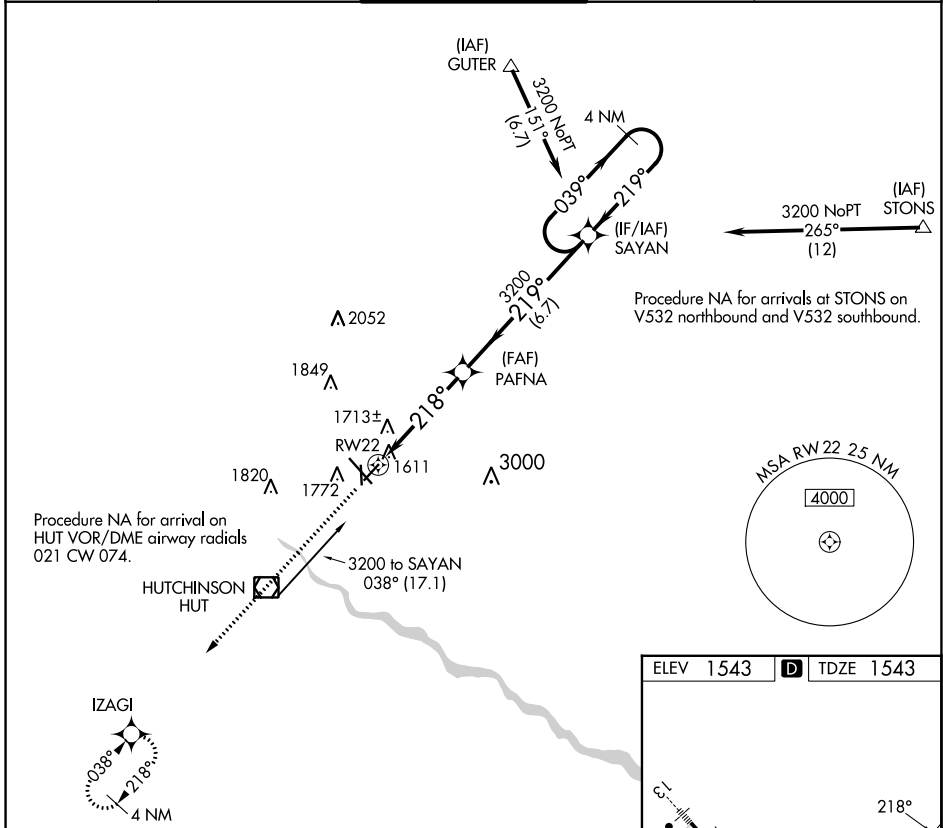 (IAF)
GUTER
3200 NoPT
151°
(6.7)
4 NM
039°
219°
(IAF)
STONS
3200 NoPT
265°
(12)
(IF/IAF)
SAYAN
3200
219°
(6.7)
Procedure NA for arrivals at STONS on
V532 northbound and V532 southbound.
2052
(FAF)
PAFNA
1849
218°
1713±
RW22
1611
3000
1820
1772
MSA RW 22 25 NM
4000
Procedure NA for arrival on
HUT VOR/DME airway radials
021 CW 074.
3200 to SAYAN
038° (17.1)
HUTCHINSON
HUT
ELEV 1543 D TDZE 1543
IZAGI
038°
218°
4 NM
13
218°